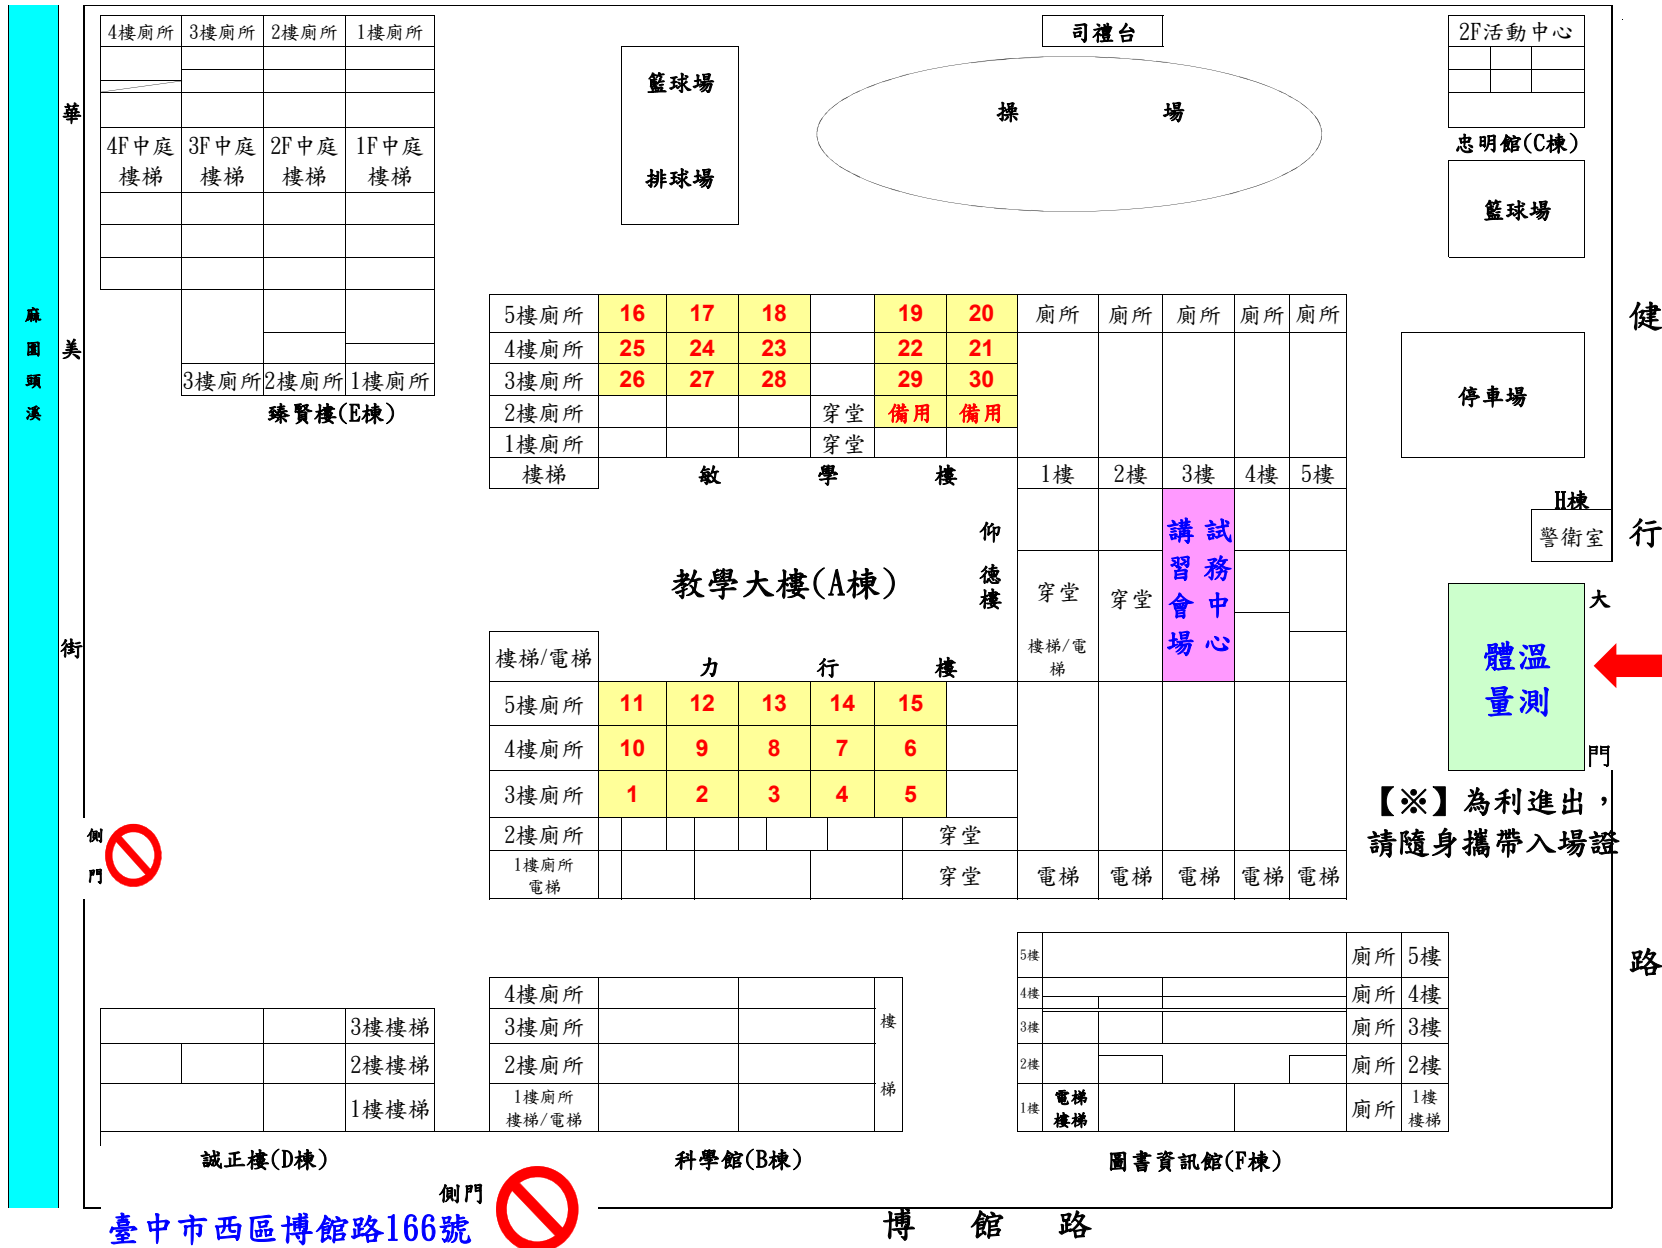 4樓廁所 3樓廁所 2樓廁所 1樓廁所
司禮台
2F活動中心
籃球場
操 場
華
4F中庭樓梯 3F中庭樓梯 2F中庭樓梯 1F中庭樓梯
忠明館(C棟)
排球場
籃球場
麻園頭溪
美
健
5樓廁所 16 17 18 19 20 廁所 廁所 廁所 廁所 廁所
4樓廁所 25 24 23 22 21
3樓廁所 26 27 28 29 30
3樓廁所 2樓廁所 1樓廁所
臻賢樓(E棟)
停車場
2樓廁所 穿堂 備用 備用
1樓廁所 穿堂
樓梯 敏 學 樓 1樓 2樓 3樓 4樓 5樓
H棟
警衛室
行
仰德樓
試務中心
講習會場
教學大樓(A棟)
穿堂 穿堂
樓梯/電梯
大
體溫
量測
門
街
樓梯/電梯 力 行 樓
5樓廁所 11 12 13 14 15
4樓廁所 10 9 8 7 6
3樓廁所 1 2 3 4 5
【※】為利進出，
請隨身攜帶入場證
側門
2樓廁所 穿堂
1樓廁所
電梯
穿堂 電梯 電梯 電梯 電梯 電梯
路
5樓 廁所 5樓
4樓 廁所 4樓
3樓 廁所 3樓
2樓 廁所 2樓
1樓 電梯樓梯 廁所 1樓樓梯
4樓廁所
3樓廁所
2樓廁所
1樓廁所
樓梯/電梯
樓梯
3樓樓梯
2樓樓梯
1樓樓梯
誠正樓(D棟)
科學館(B棟)
圖書資訊館(F棟)
側門
臺中市西區博館路166號
博 館 路